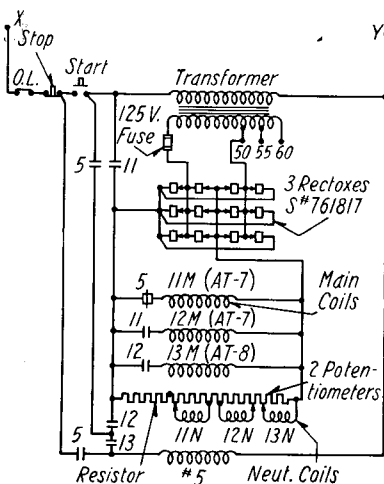 X
Stop
Y
O.L.
Start
Transformer
125V.
Fuse
50 55 60
5
11
3 Rectoxes
S#761817
5
11M (AT-7)
Main
Coils
11
12M (AT-7)
12
13M (AT-8)
2 Poten-
tiometers
12
13
11N
12N
13N
5
Resistor
#5
Neut. Coils